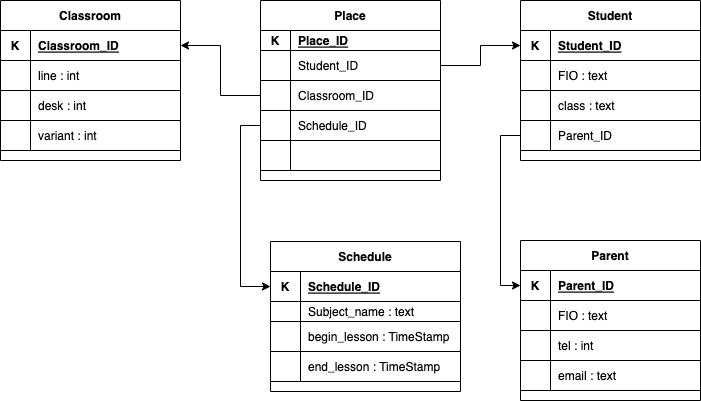 Classroom
K Classroom_ID
line : int
desk : int
variant : int
Place
K Place_ID
Student_ID
Classroom_ID
Schedule_ID
Student
K Student_ID
FIO : text
class : text
Parent_ID
Schedule
K Schedule_ID
Subject_name : text
begin_lesson : TimeStamp
end_lesson : TimeStamp
Parent
K Parent_ID
FIO : text
tel : int
email : text